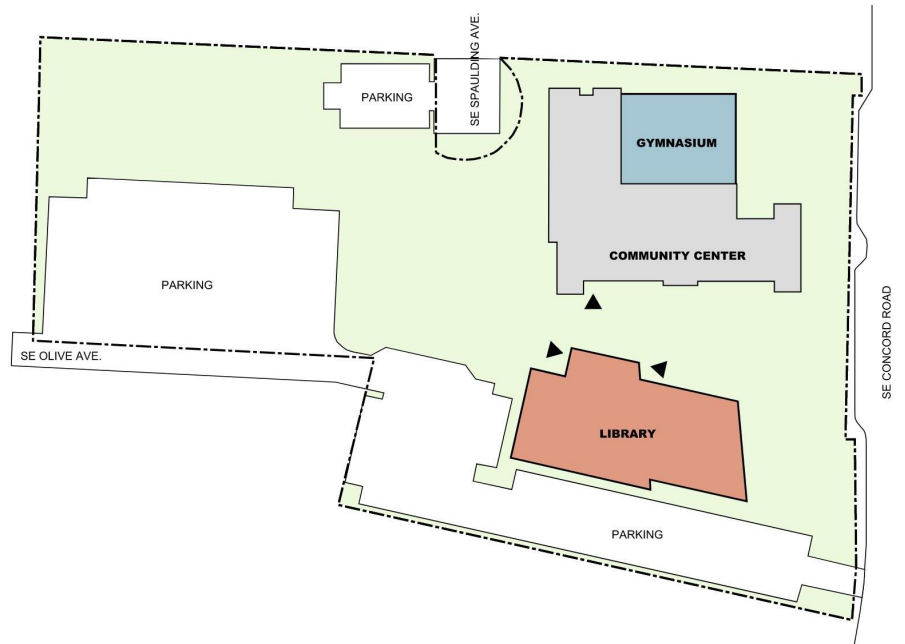 SE SPAULDING AVE.
PARKING
GYMNASIUM
COMMUNITY CENTER
PARKING
SE CONCORD ROAD
SE OLIVE AVE.
LIBRARY
PARKING